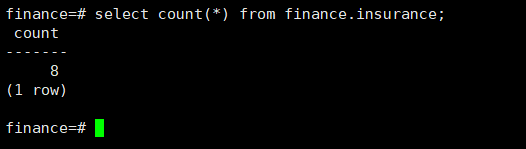 finance=# select count(*) from finance.insurance;
 count
-------
     8
(1 row)

finance=#